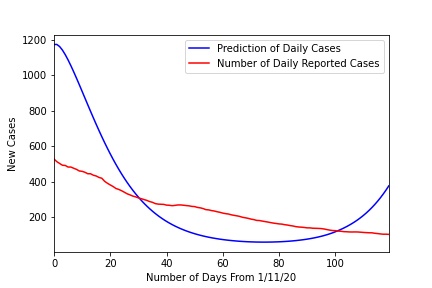 Prediction of Daily Cases
Number of Daily Reported Cases
New Cases
1200
1000
800
600
400
200
0 20 40 60 80 100
Number of Days From 1/11/20